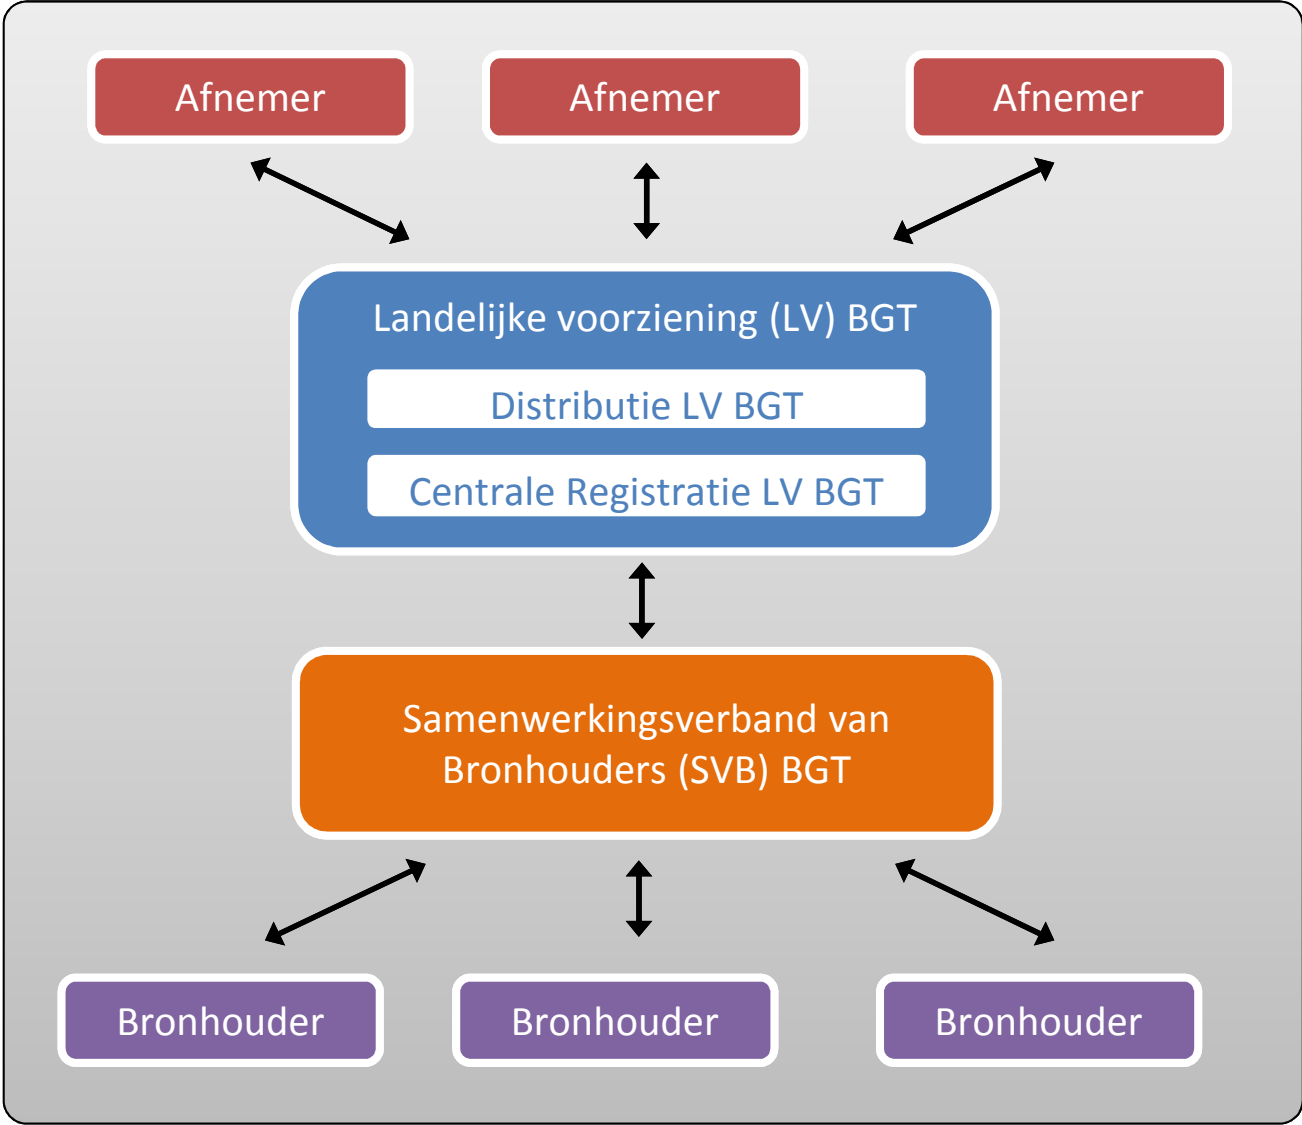 Afnemer
Afnemer
Afnemer
Landelijke voorziening (LV) BGT
Distributie LV BGT
Centrale Registratie LV BGT
Samenwerkingsverband van
Bronhouders (SVB) BGT
Bronhouder
Bronhouder
Bronhouder